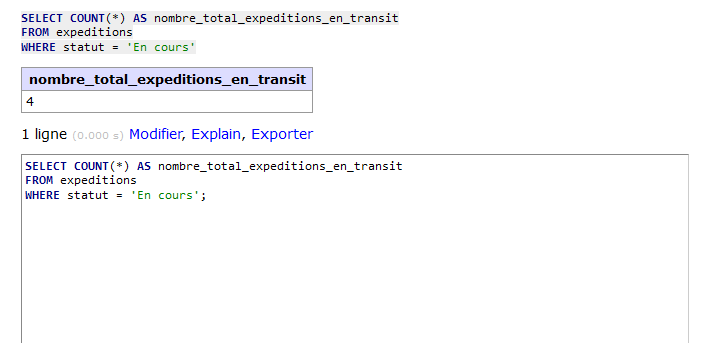 SELECT COUNT(*) AS nombre_total_expeditions_en_transit
FROM expeditions
WHERE statut = 'En cours'
nombre_total_expeditions_en_transit
4
1 ligne (0.000 s) Modifier, Explain, Exporter
SELECT COUNT(*) AS nombre_total_expeditions_en_transit
FROM expeditions
WHERE statut = 'En cours';